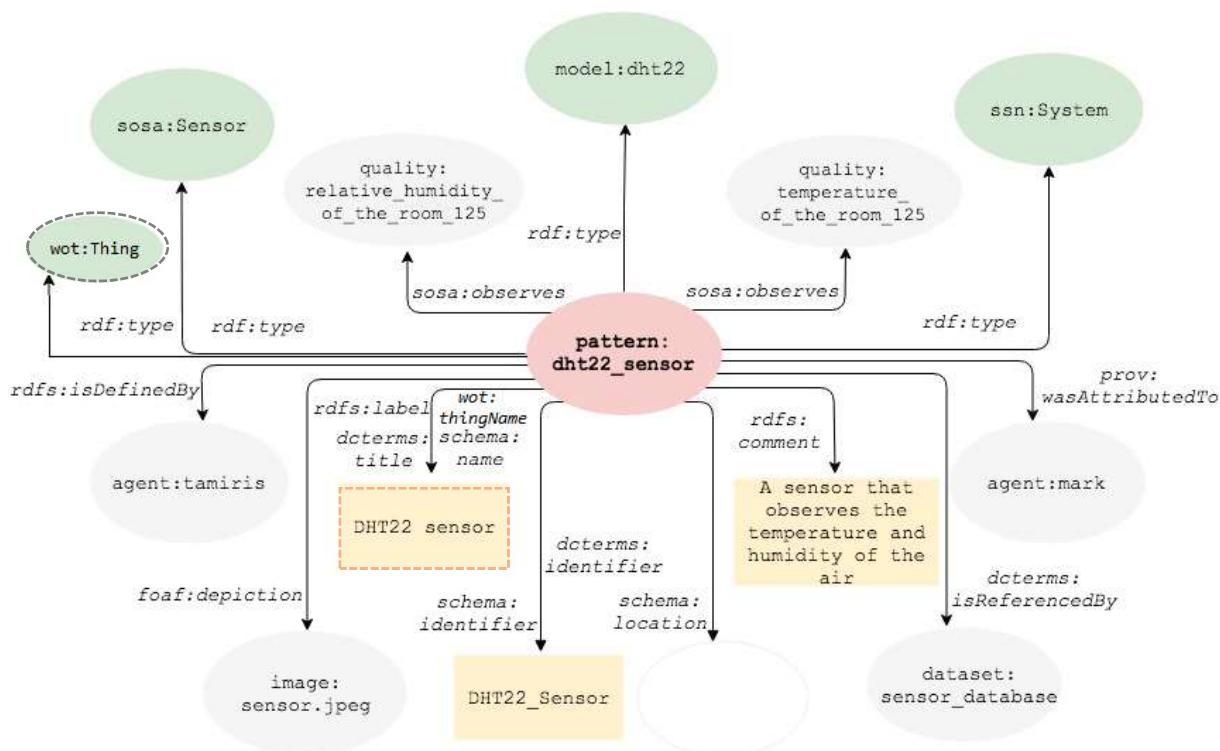 model:dht22
sosa:Sensor
ssn:System
quality:
relative_humidity_
of_the_room_125
quality:
temperature_
of_the_room_125
wot:Thing
rdf:type
sosa:observes
sosa:observes
rdf:type
rdf:type
rdf:type
pattern:
dht22_sensor
rdfs:isDefinedBy
prov:
wasAttributedTo
rdfs:label
wot:
thingName
dcterms:
title
schema:
name
rdfs:
comment
agent:tamiris
DHT22 sensor
A sensor that
observes the
temperature and
humidity of the
air
agent:mark
dcterms:
identifier
foaf:depiction
schema:
identifier
schema:
location
dcterms:
isReferencedBy
image:
sensor.jpeg
DHT22_Sensor
dataset:
sensor_database